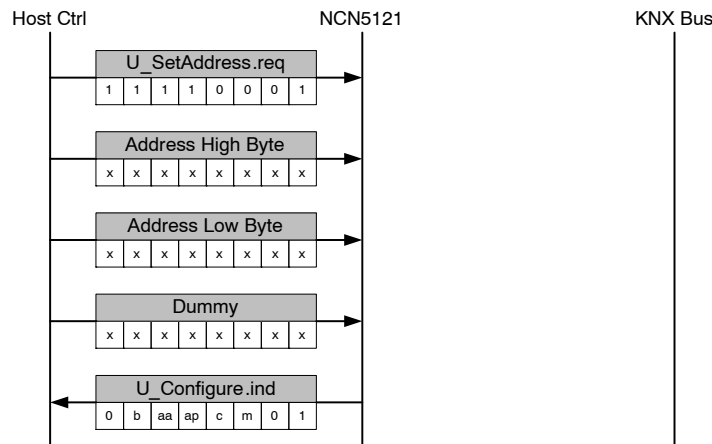 Host Ctrl NCN5121 KNX Bus
U_SetAddress.req
1 1 1 1 0 0 0 1
Address High Byte
x x x x x x x x
Address Low Byte
x x x x x x x x
Dummy
x x x x x x x x
U_Configure.ind
0 b aa ap c m 0 1